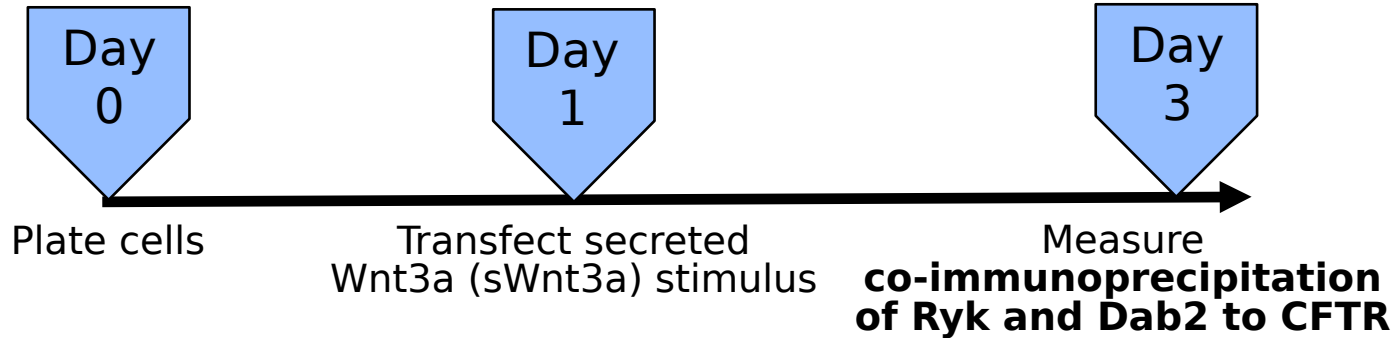 Day
0
Day
1
Day
3
Plate cells
Transfect secreted
Wnt3a (sWnt3a) stimulus
Measure
co-immunoprecipitation
of Ryk and Dab2 to CFTR